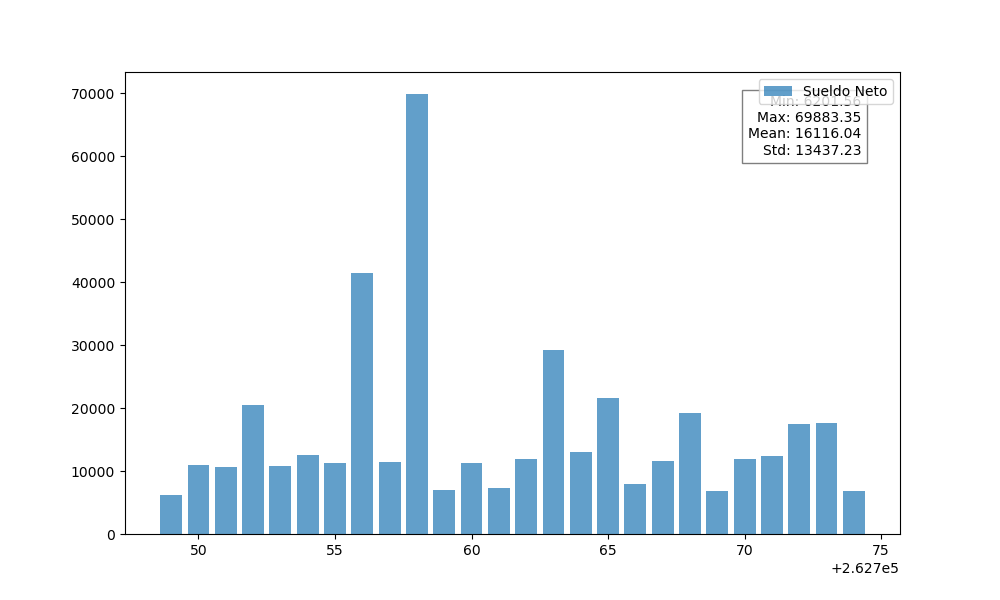 70000
60000
50000
40000
30000
20000
10000
0
Sueldo Neto
Min: 6201.56
Max: 69883.35
Mean: 16116.04
Std: 13437.23
50 55 60 65 70 75
+2.627e5